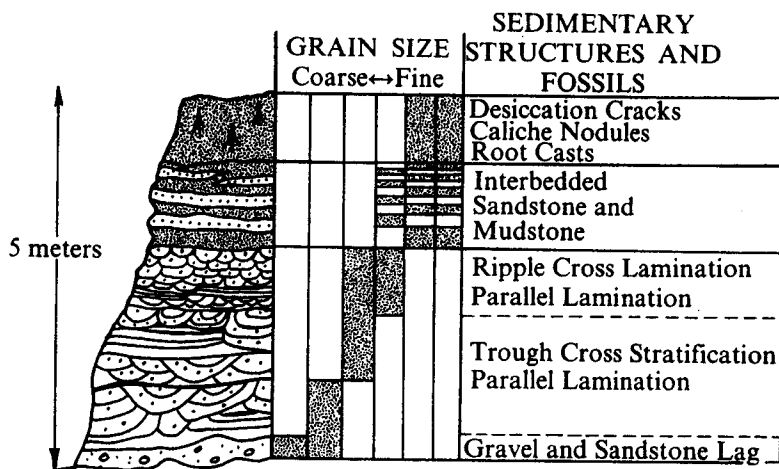 GRAIN SIZE
Coarse↔Fine
SEDIMENTARY
STRUCTURES AND
FOSSILS
5 meters
Desiccation Cracks
Caliche Nodules
Root Casts
Interbedded
Sandstone and
Mudstone
Ripple Cross Lamination
Parallel Lamination
Trough Cross Stratification
Parallel Lamination
Gravel and Sandstone Lag